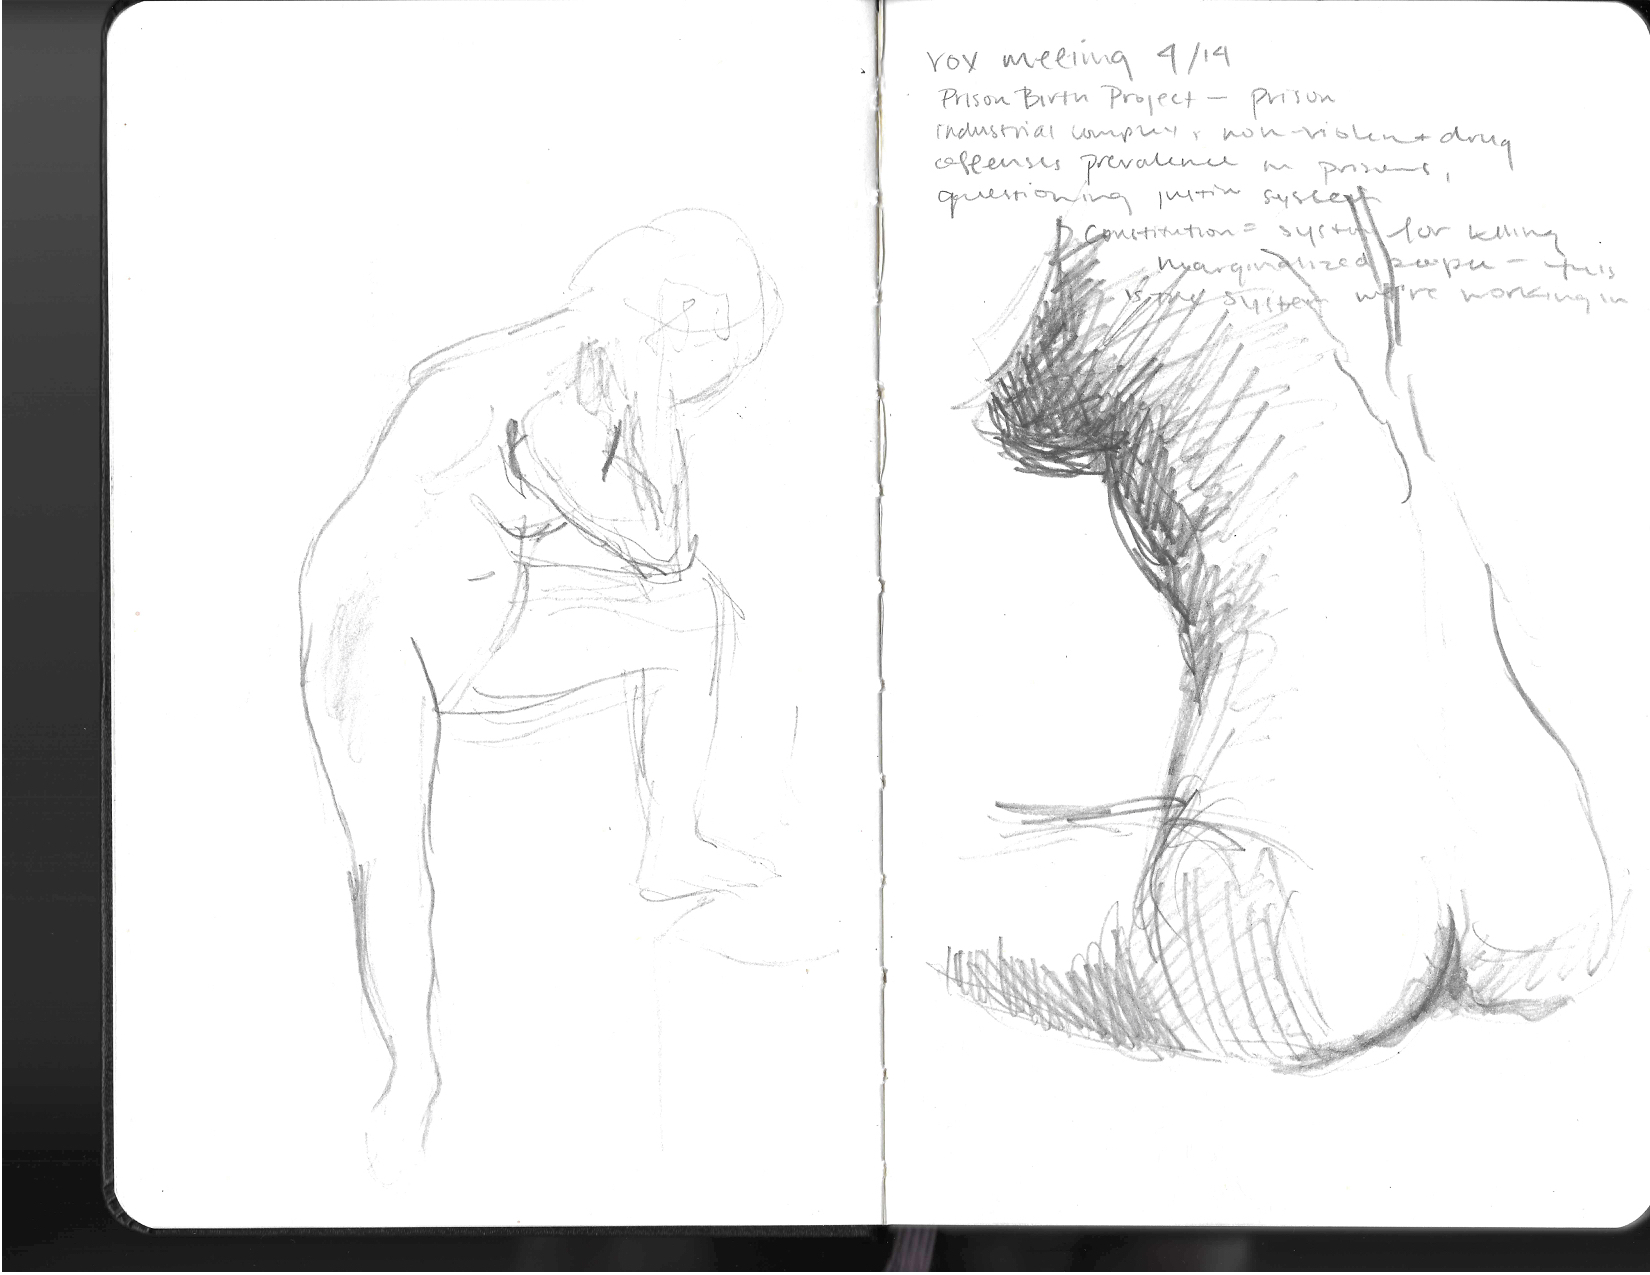 vox meeting 4/14
Prison Birth Project — prison
industrial complex, non-violent drug
offenses prevalence in prisons,
questioning justice system
Constitution = system for killing
marginalized people — this
is the system we're working in